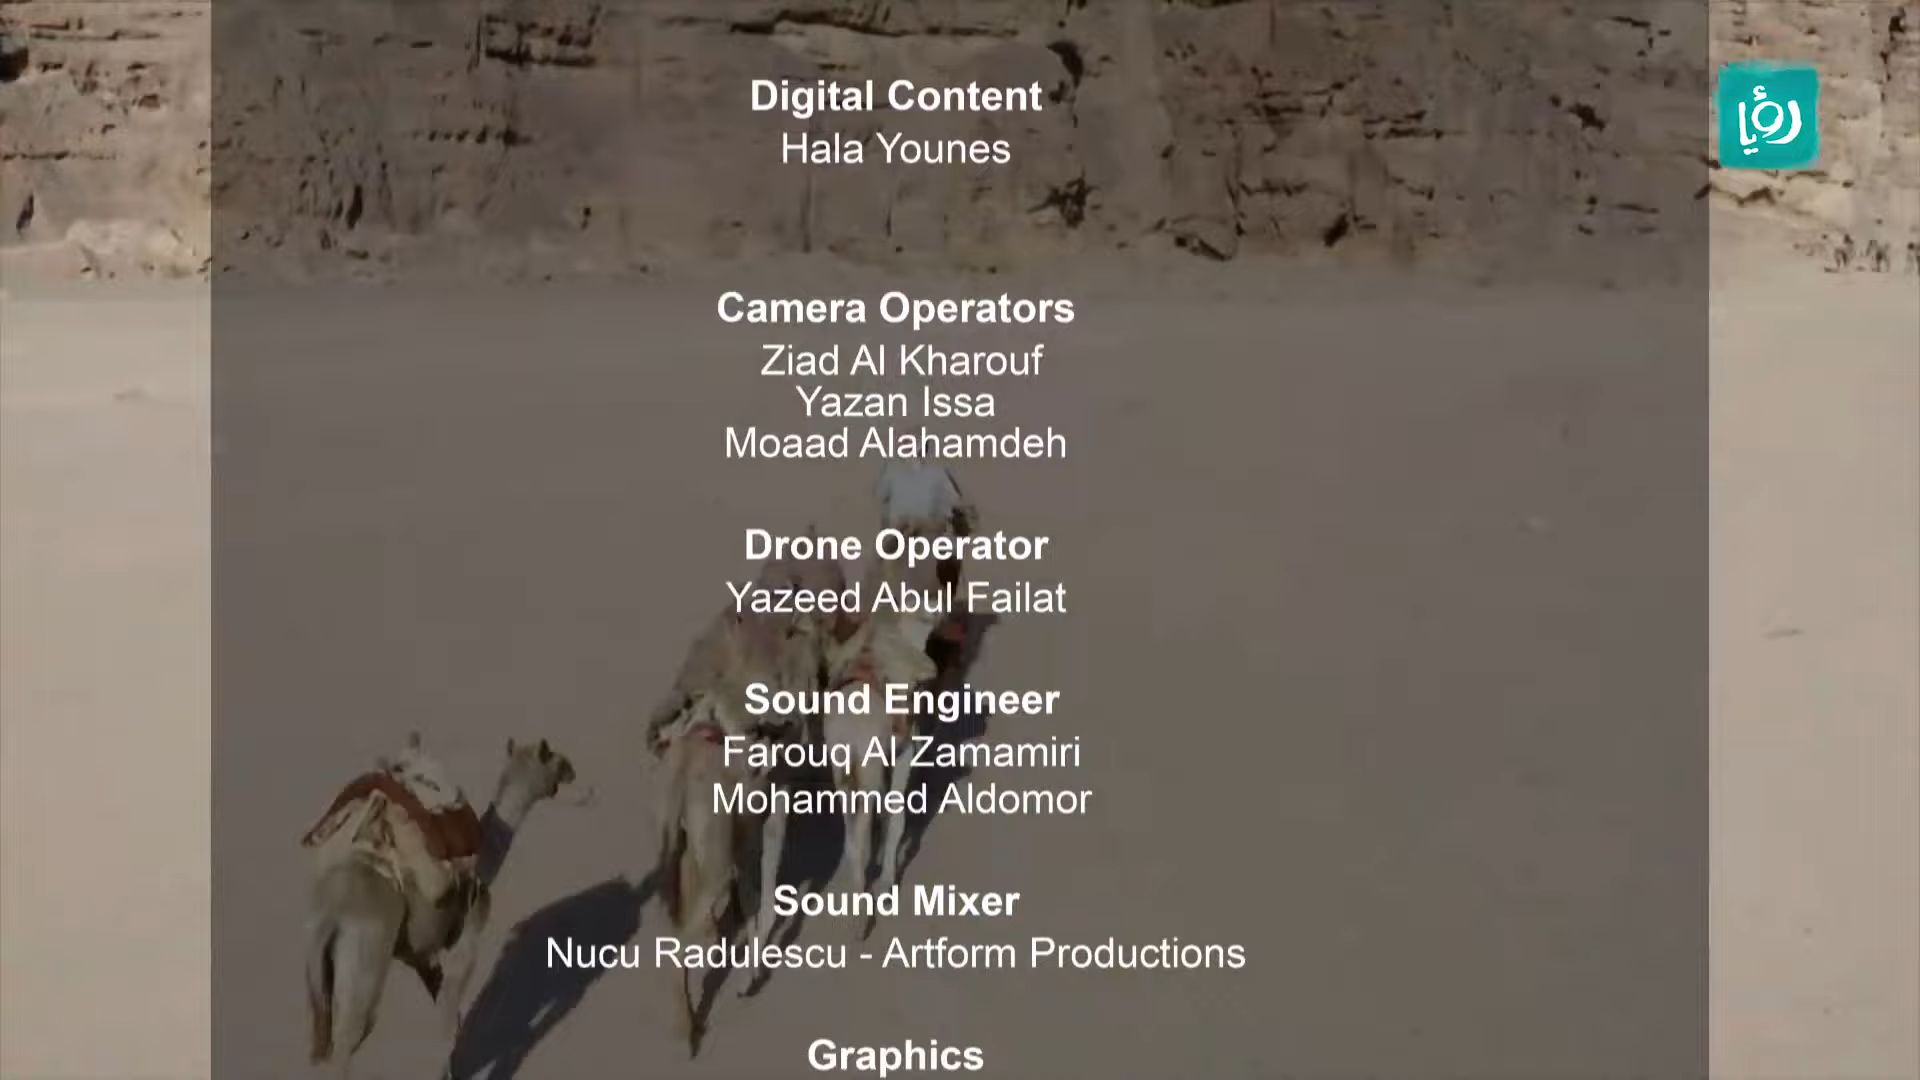 Digital Content
Hala Younes
رؤيا
Camera Operators
Ziad Al Kharouf
Yazan Issa
Moaad Alahamdeh
Drone Operator
Yazeed Abul Failat
Sound Engineer
Farouq Al Zamamiri
Mohammed Aldomor
Sound Mixer
Nucu Radulescu - Artform Productions
Graphics